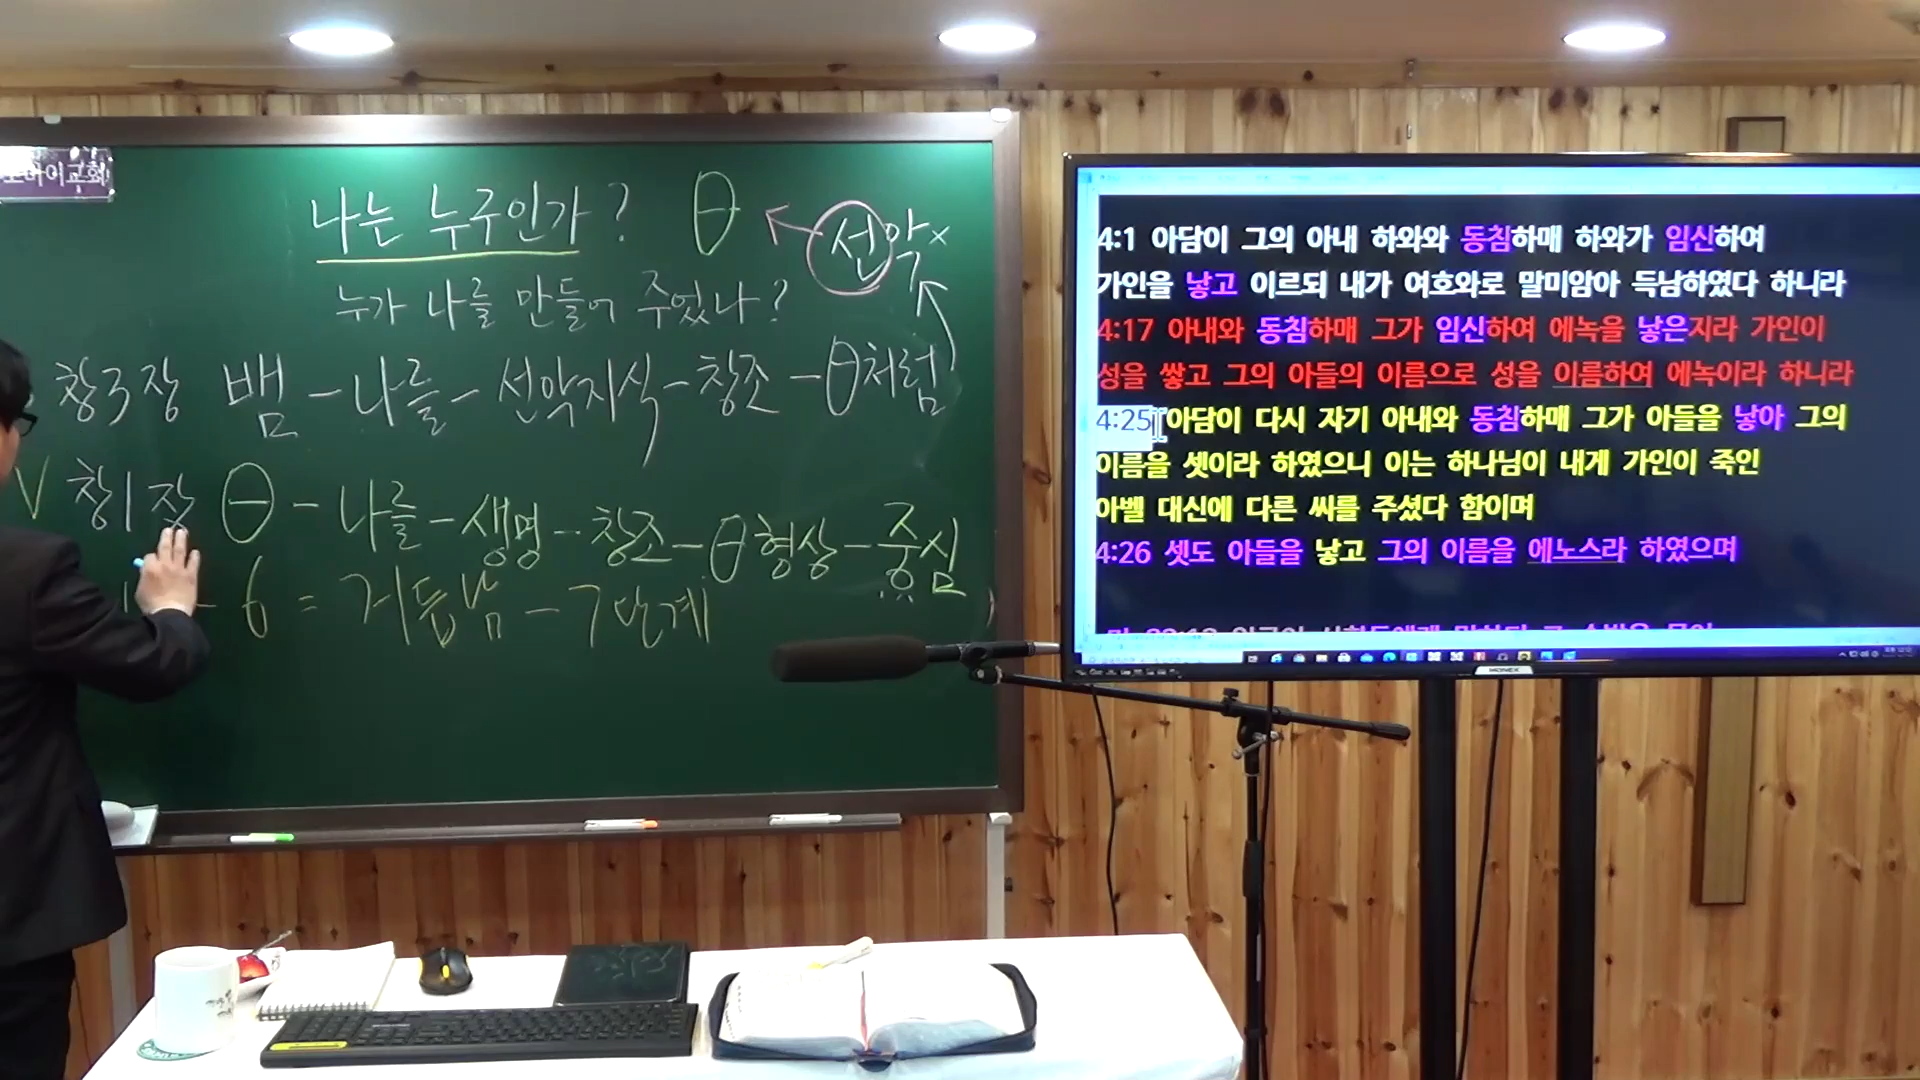 나는 누구인가? θ ← 선악×
누가 나를 만들어 주었나?
창3장 뱀 - 나를 - 선악지식 - 창조 - θ처럼
V 창1장 θ - 나를 - 생명 - 창조 - θ형상 - 중심
- 6 = 거듭남 - 7단계
4:1 아담이 그의 아내 하와와 동침하매 하와가 임신하여
가인을 낳고 이르되 내가 여호와로 말미암아 득남하였다 하니라
4:17 아내와 동침하매 그가 임신하여 에녹을 낳은지라 가인이
성을 쌓고 그의 아들의 이름으로 성을 이름하여 에녹이라 하니라
4:25 아담이 다시 자기 아내와 동침하매 그가 아들을 낳아 그의
이름을 셋이라 하였으니 이는 하나님이 내게 가인이 죽인
아벨 대신에 다른 씨를 주셨다 함이며
4:26 셋도 아들을 낳고 그의 이름을 에노스라 하였으며